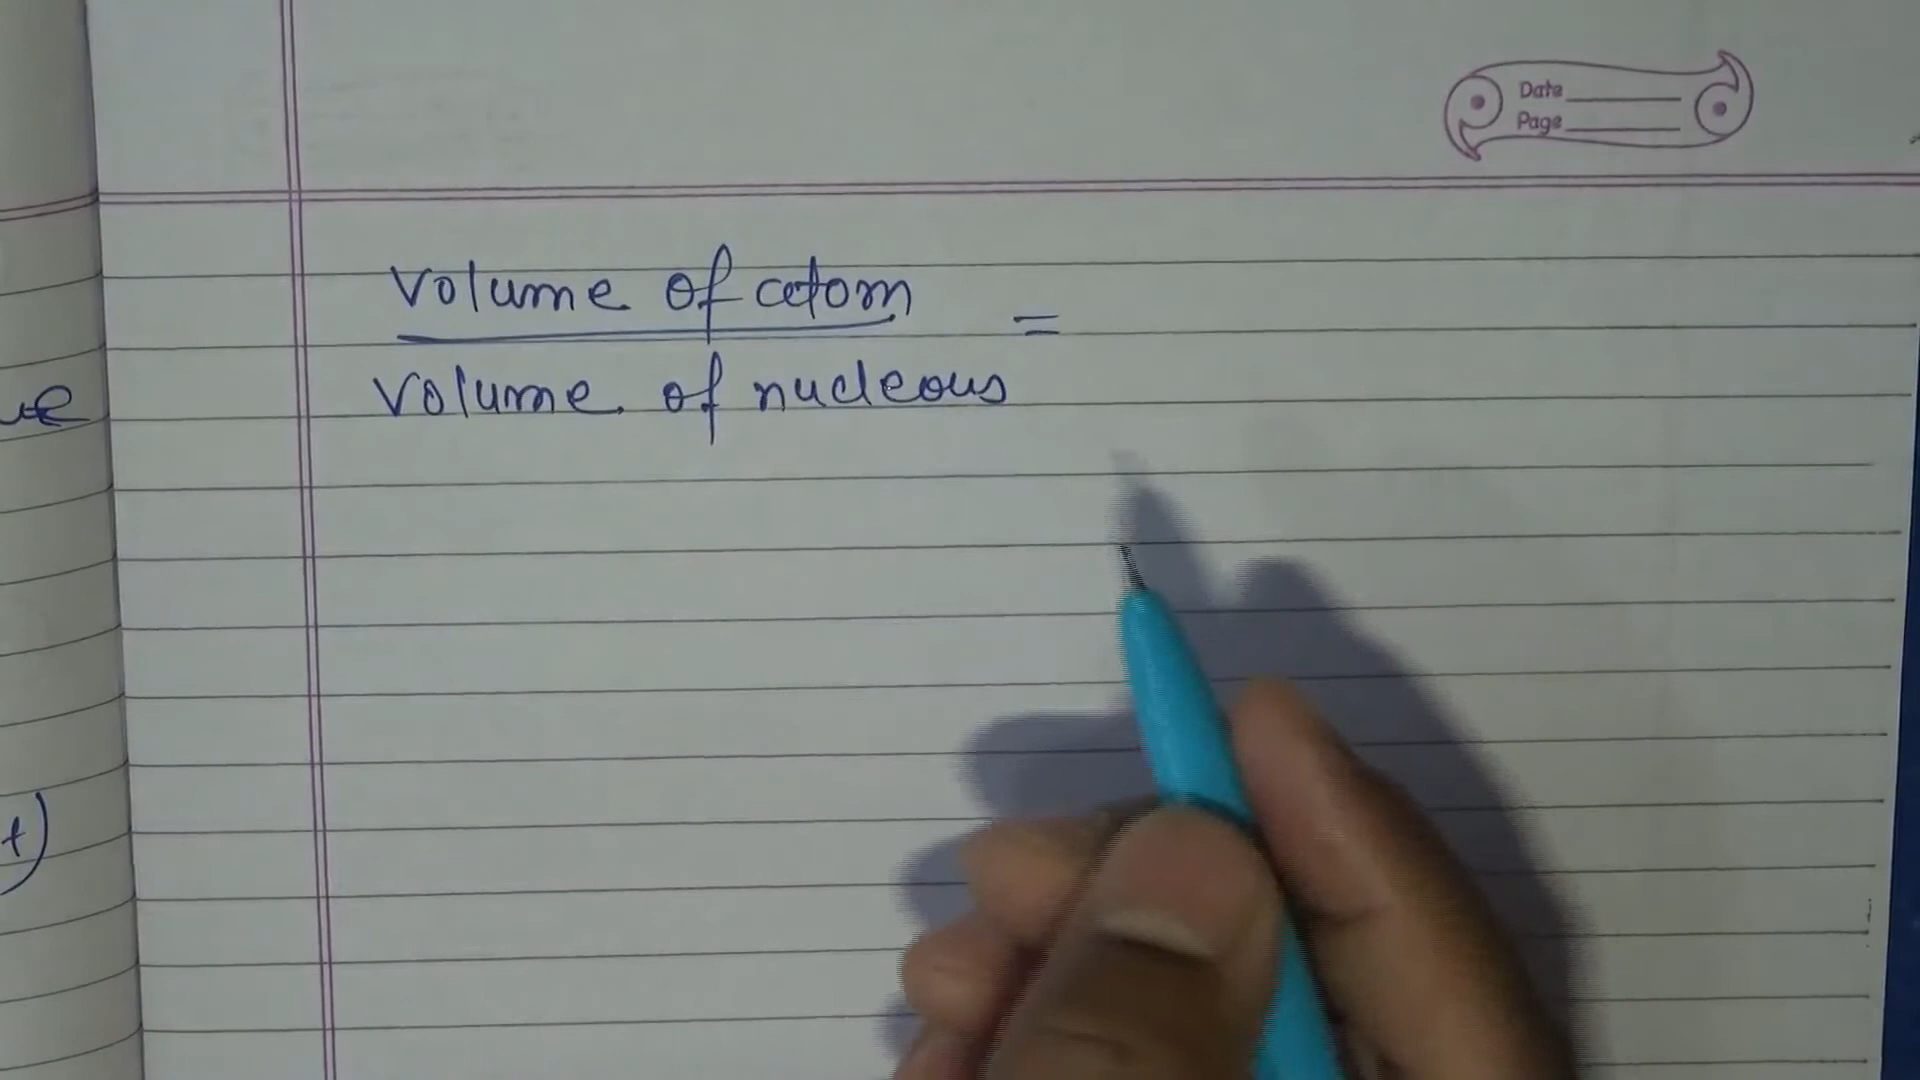 Date
Page
volume of atom
=
volume of nucleous
+)